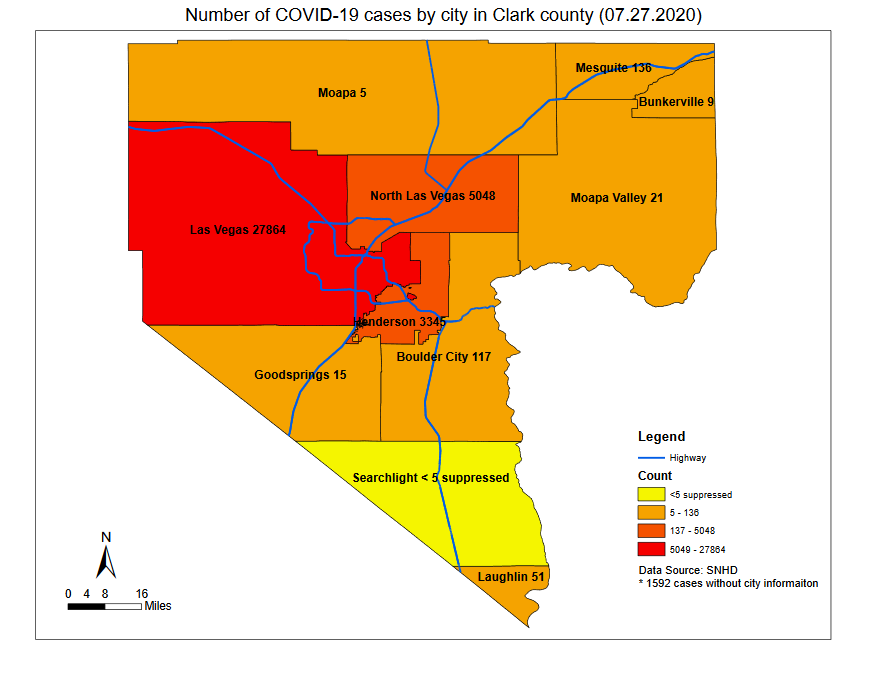 Number of COVID-19 cases by city in Clark county (07.27.2020)
Mesquite 136
Moapa 5
Bunkerville 9
North Las Vegas 5048
Moapa Valley 21
Las Vegas 27864
Henderson 3345
Boulder City 117
Goodsprings 15
Searchlight < 5 suppressed
Laughlin 51
Legend
Highway
Count
<5 suppressed
5 - 136
137 - 5048
5049 - 27864
Data Source: SNHD
* 1592 cases without city informaiton
N
0 4 8 16
Miles